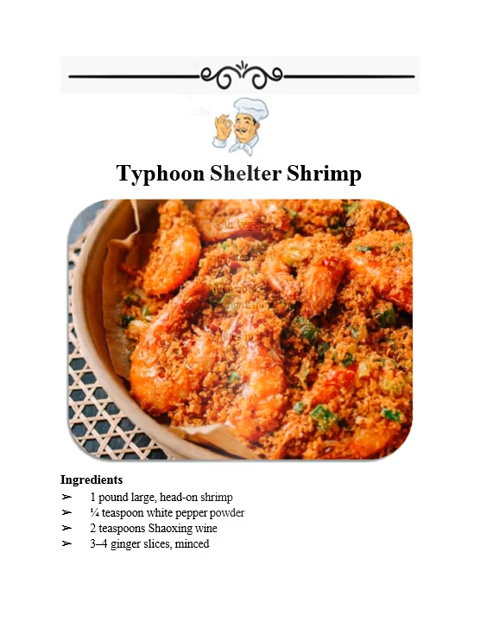 Typhoon Shelter Shrimp
Ingredients
➢ 1 pound large, head-on shrimp
➢ ¼ teaspoon white pepper powder
➢ 2 teaspoons Shaoxing wine
➢ 3–4 ginger slices, minced